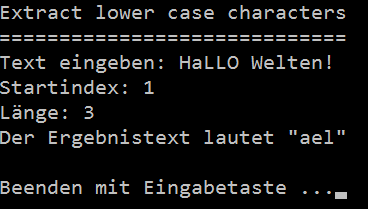 Extract lower case characters
=============================
Text eingeben: HaLLO Welten!
Startindex: 1
Länge: 3
Der Ergebnistext lautet "ael"
Beenden mit Eingabetaste ...